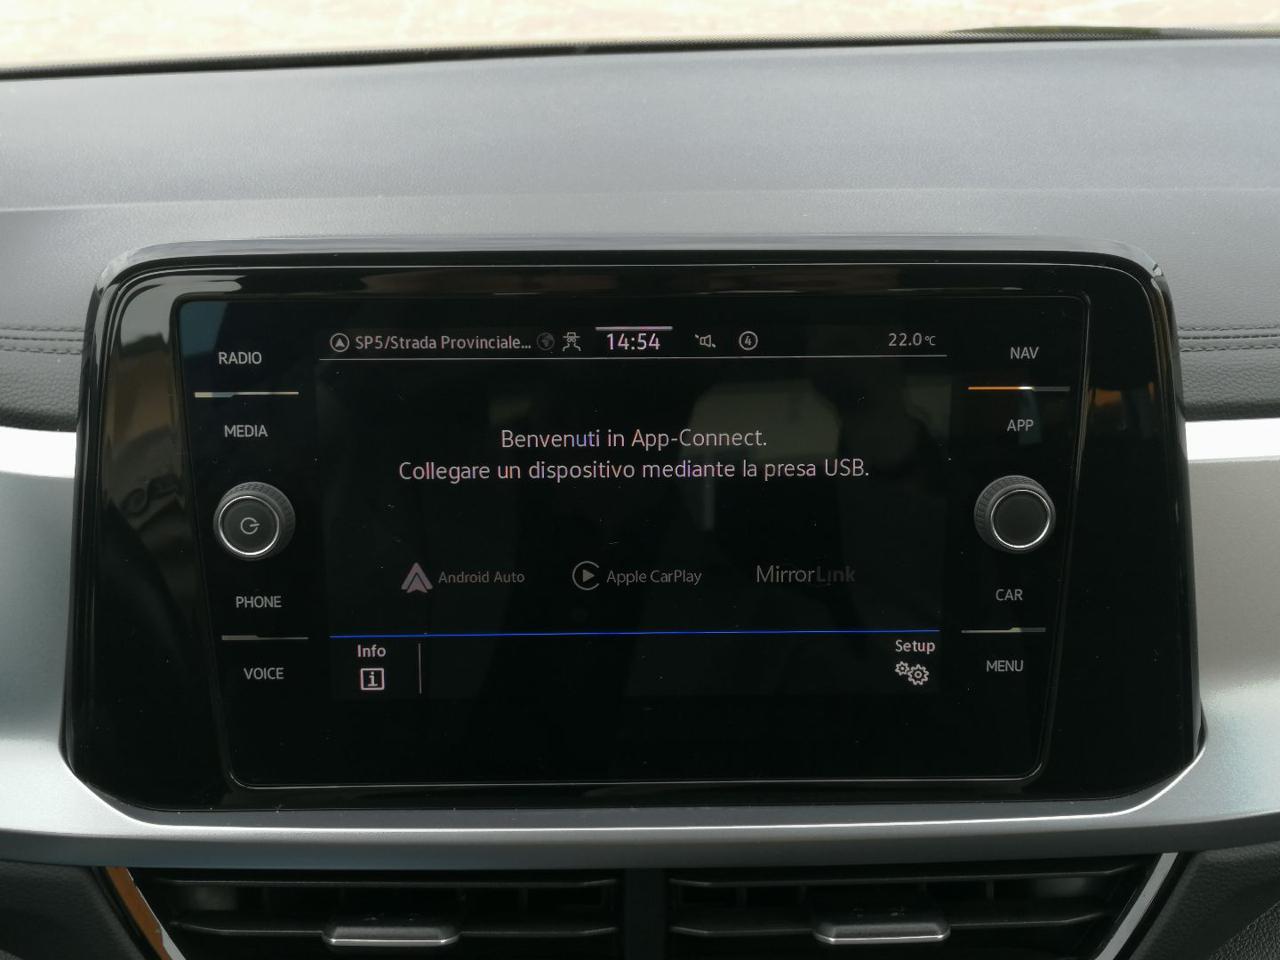 SP5/Strada Provinciale... 14:54 4 22.0°C
RADIO
NAV
MEDIA
APP
Benvenuti in App-Connect.
Collegare un dispositivo mediante la presa USB.
Android Auto Apple CarPlay MirrorLink
PHONE
CAR
Info
Setup
VOICE
MENU